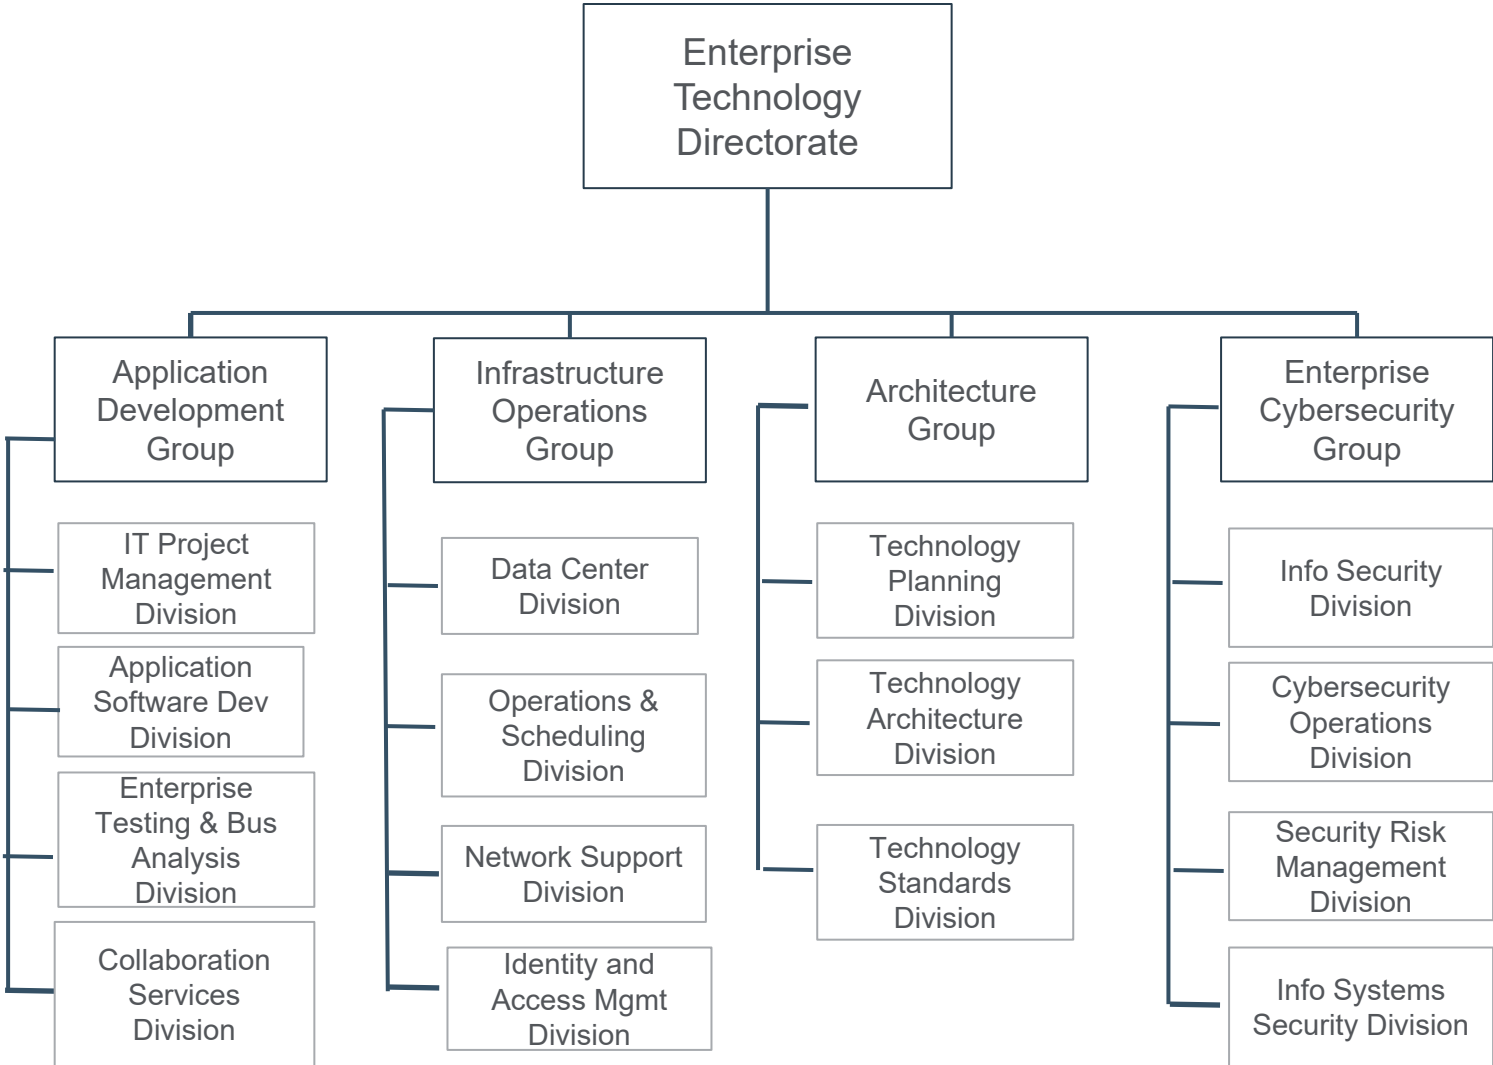 Enterprise
Technology
Directorate
Application
Development
Group
IT Project
Management
Division
Application
Software Dev
Division
Enterprise
Testing & Bus
Analysis
Division
Collaboration
Services
Division
Infrastructure
Operations
Group
Data Center
Division
Operations &
Scheduling
Division
Network Support
Division
Identity and
Access Mgmt
Division
Architecture
Group
Technology
Planning
Division
Technology
Architecture
Division
Technology
Standards
Division
Enterprise
Cybersecurity
Group
Info Security
Division
Cybersecurity
Operations
Division
Security Risk
Management
Division
Info Systems
Security Division